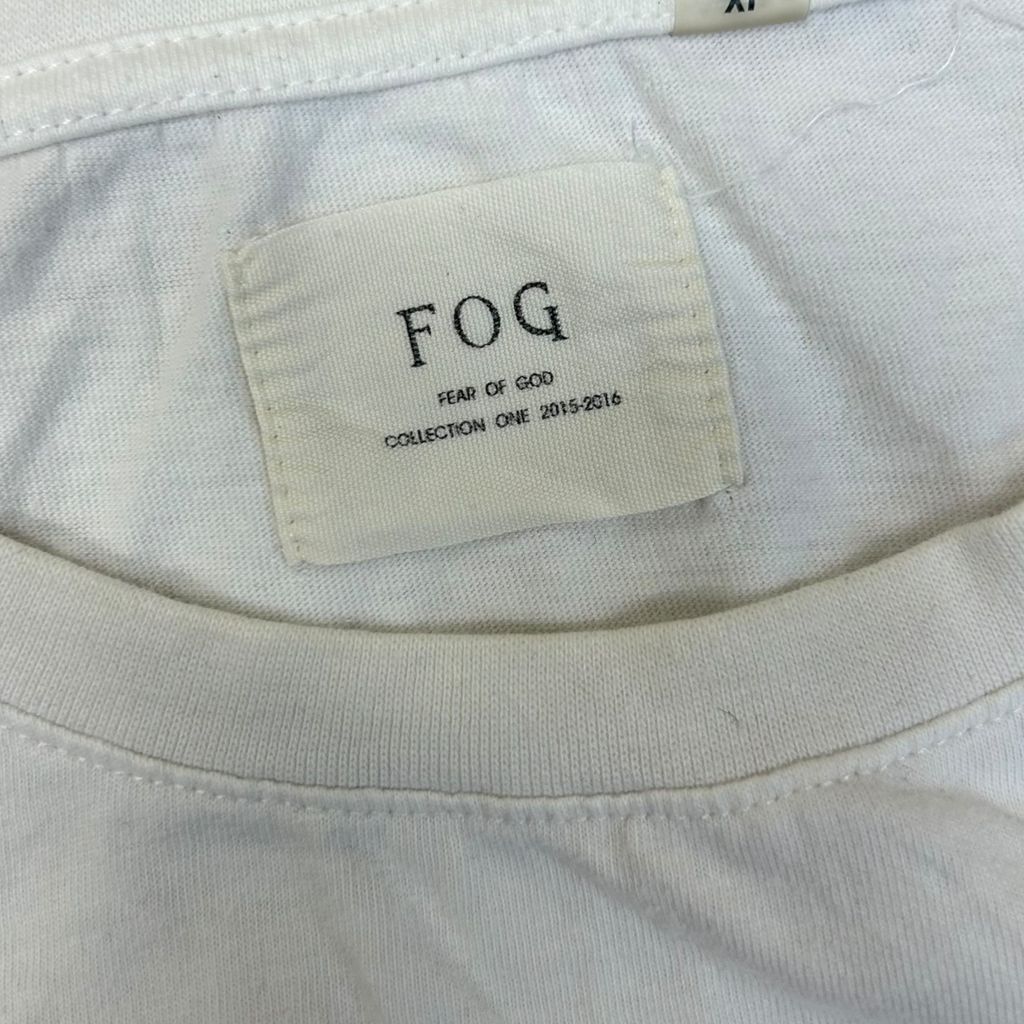 FOG
FEAR OF GOD
COLLECTION ONE 2015-2016